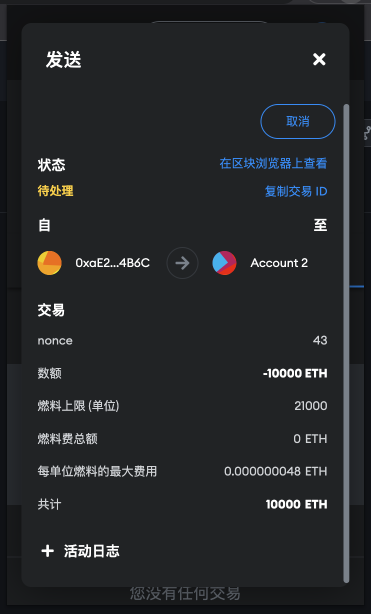 发送
取消
状态 在区块浏览器上查看
待处理 复制交易 ID
自 至
0xaE2...4B6C Account 2
交易
nonce 43
数额 -10000 ETH
燃料上限 (单位) 21000
燃料费总额 0 ETH
每单位燃料的最大费用 0.000000048 ETH
共计 10000 ETH
+ 活动日志
您没有任何交易